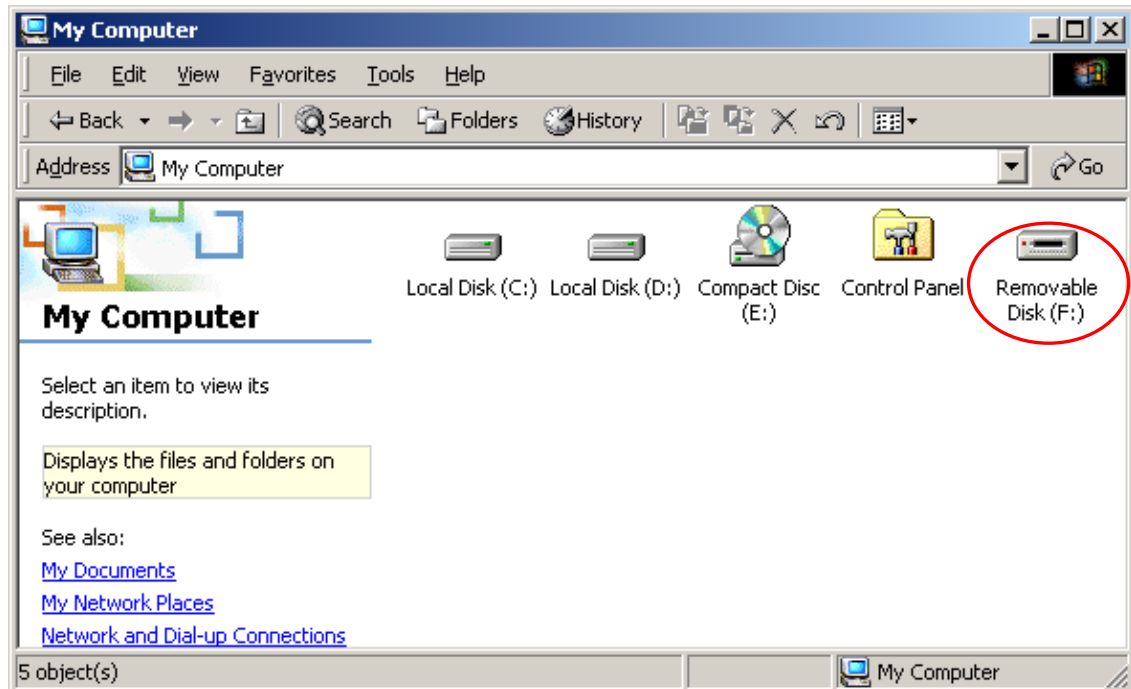 My Computer
File Edit View Favorites Tools Help
Back Search Folders History
Address My Computer Go
Local Disk (C:) Local Disk (D:) Compact Disc (E:) Control Panel Removable Disk (F:)
My Computer
Select an item to view its
description.
Displays the files and folders on
your computer
See also:
My Documents
My Network Places
Network and Dial-up Connections
5 object(s) My Computer